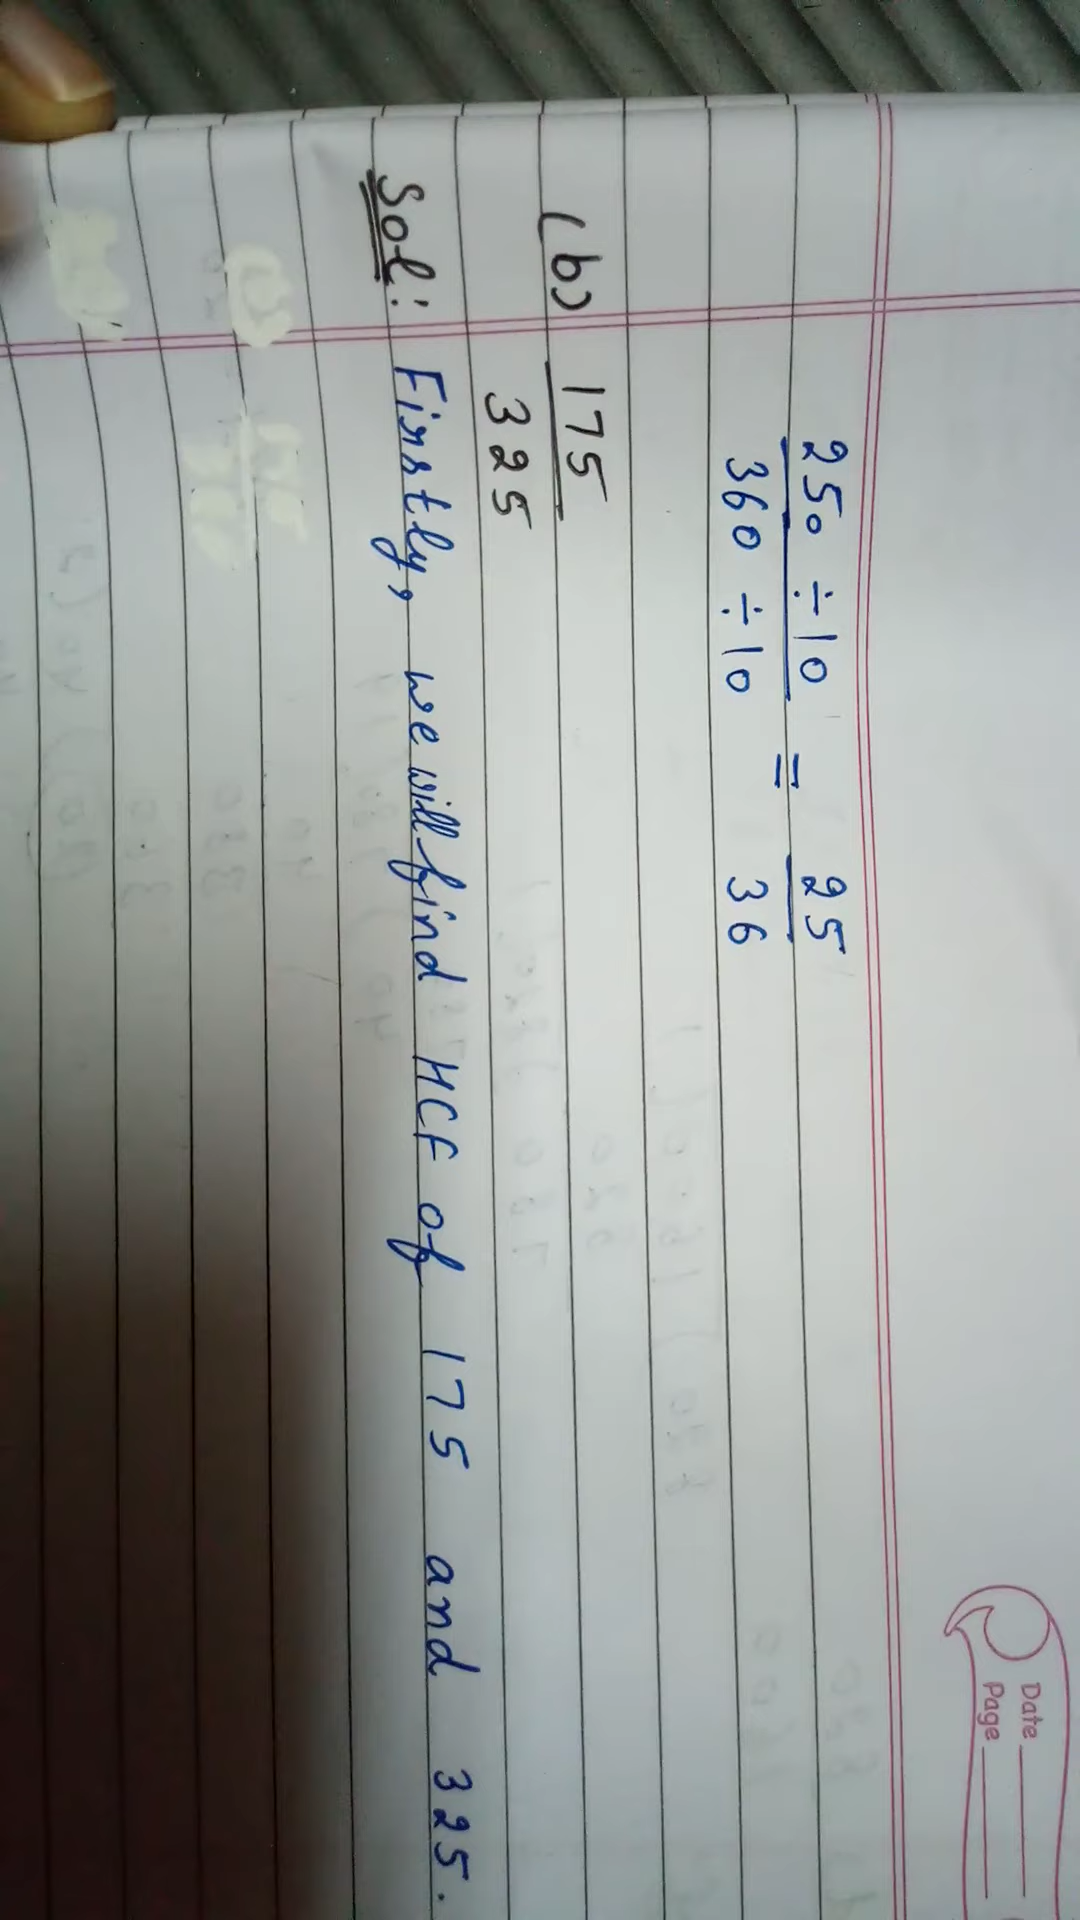 Date
Page
250 ÷ 10 = 25
360 ÷ 10 36
(b) 175
325
Sol: Firstly, we will find HCF of 175 and 325.